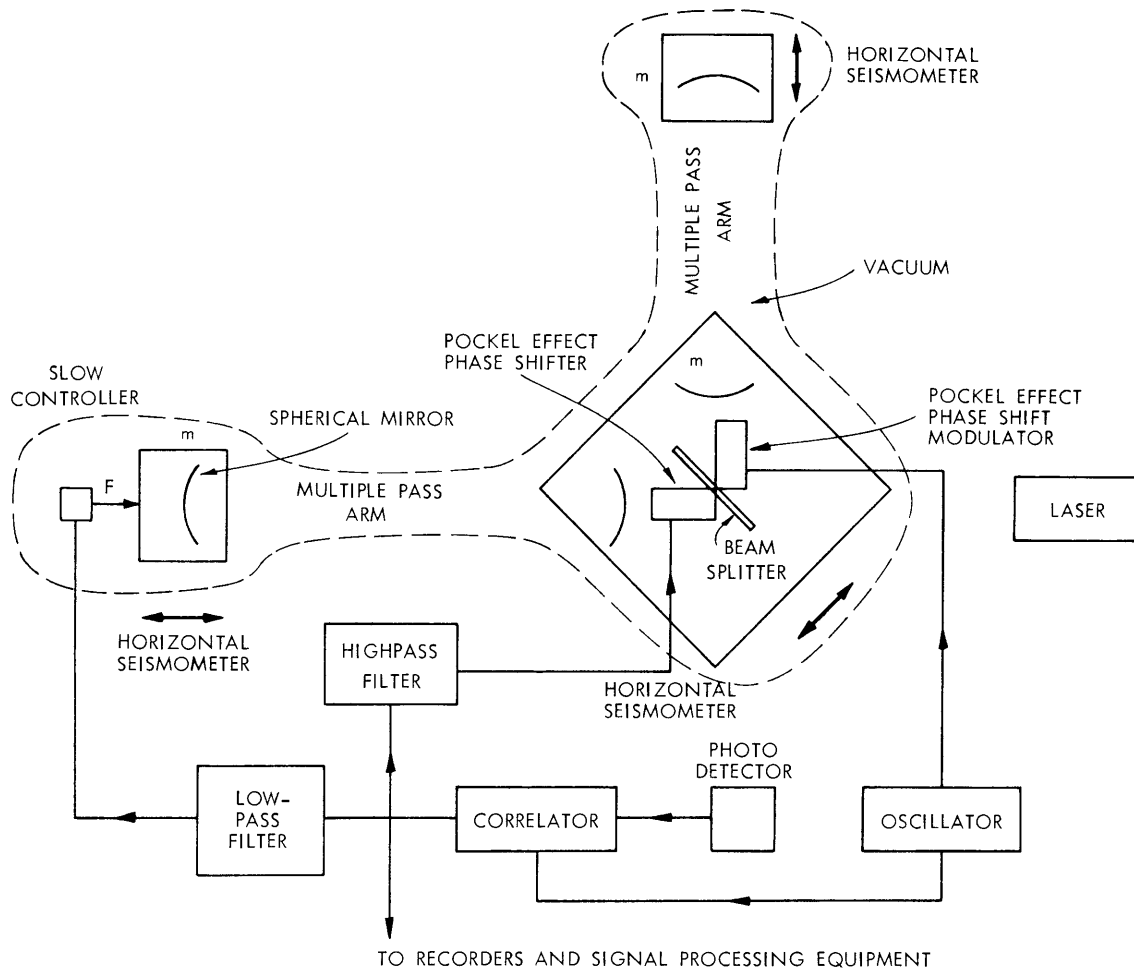 HORIZONTAL
SEISMOMETER
m
MULTIPLE PASS
ARM
VACUUM
POCKEL EFFECT
PHASE SHIFTER
m
SLOW
CONTROLLER
SPHERICAL MIRROR
m
POCKEL EFFECT
PHASE SHIFT
MODULATOR
F
MULTIPLE PASS
ARM
LASER
BEAM
SPLITTER
HORIZONTAL
SEISMOMETER
HIGHPASS
FILTER
HORIZONTAL
SEISMOMETER
PHOTO
DETECTOR
LOW-
PASS
FILTER
CORRELATOR
OSCILLATOR
TO RECORDERS AND SIGNAL PROCESSING EQUIPMENT